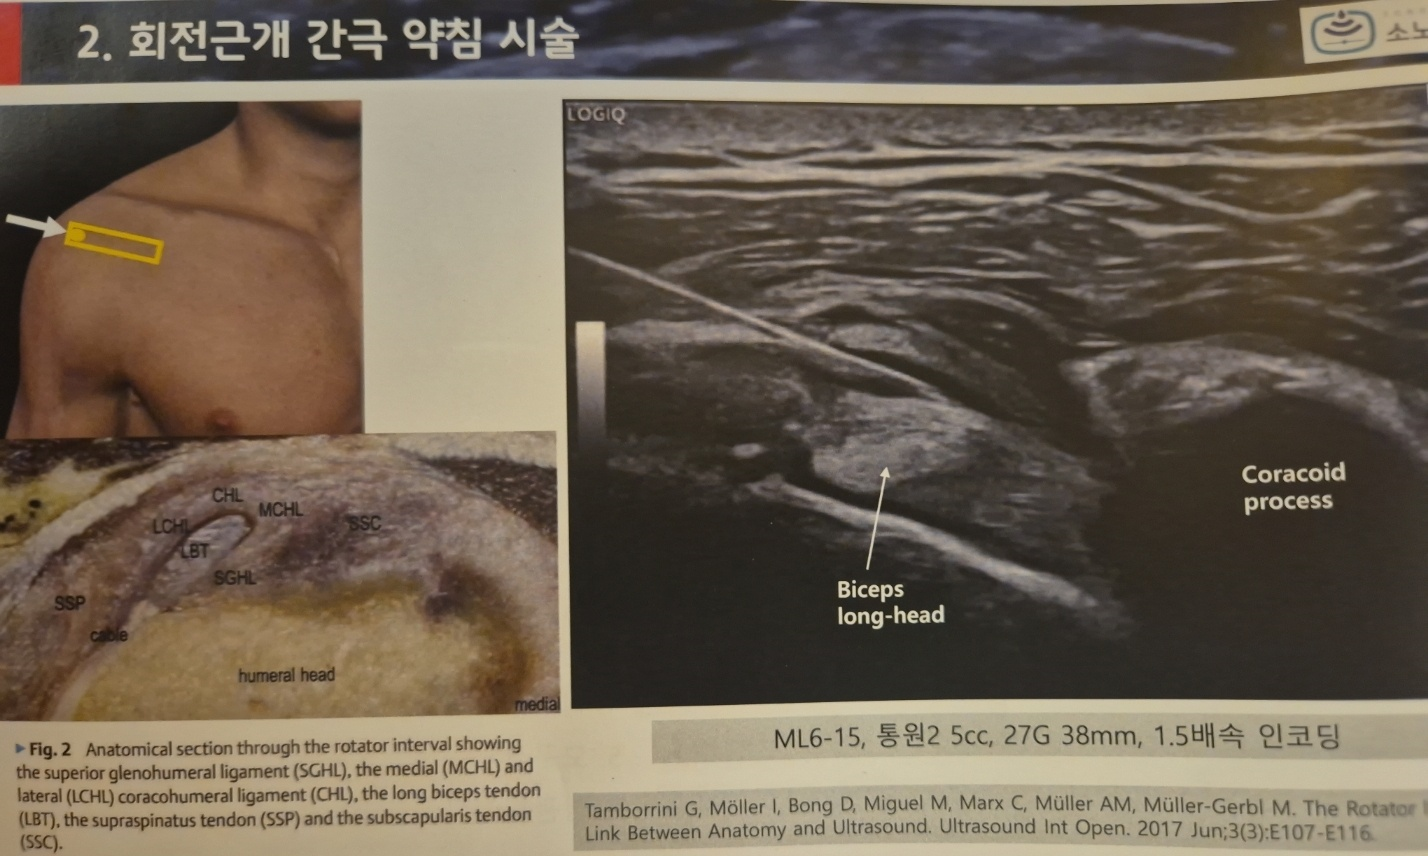 2. 회전근개 간극 약침 시술
LOGIQ
CHL
MCHL
LCHL
SSC
LBT
SGHL
SSP
cable
humeral head
medial
Coracoid
process
Biceps
long-head
▶ Fig. 2 Anatomical section through the rotator interval showing
the superior glenohumeral ligament (SGHL), the medial (MCHL) and
lateral (LCHL) coracohumeral ligament (CHL), the long biceps tendon
(LBT), the supraspinatus tendon (SSP) and the subscapularis tendon
(SSC).
ML6-15, 통원2 5cc, 27G 38mm, 1.5배속 인코딩
Tamborrini G, Möller I, Bong D, Miguel M, Marx C, Müller AM, Müller-Gerbl M. The Rotator
Link Between Anatomy and Ultrasound. Ultrasound Int Open. 2017 Jun;3(3):E107-E116.